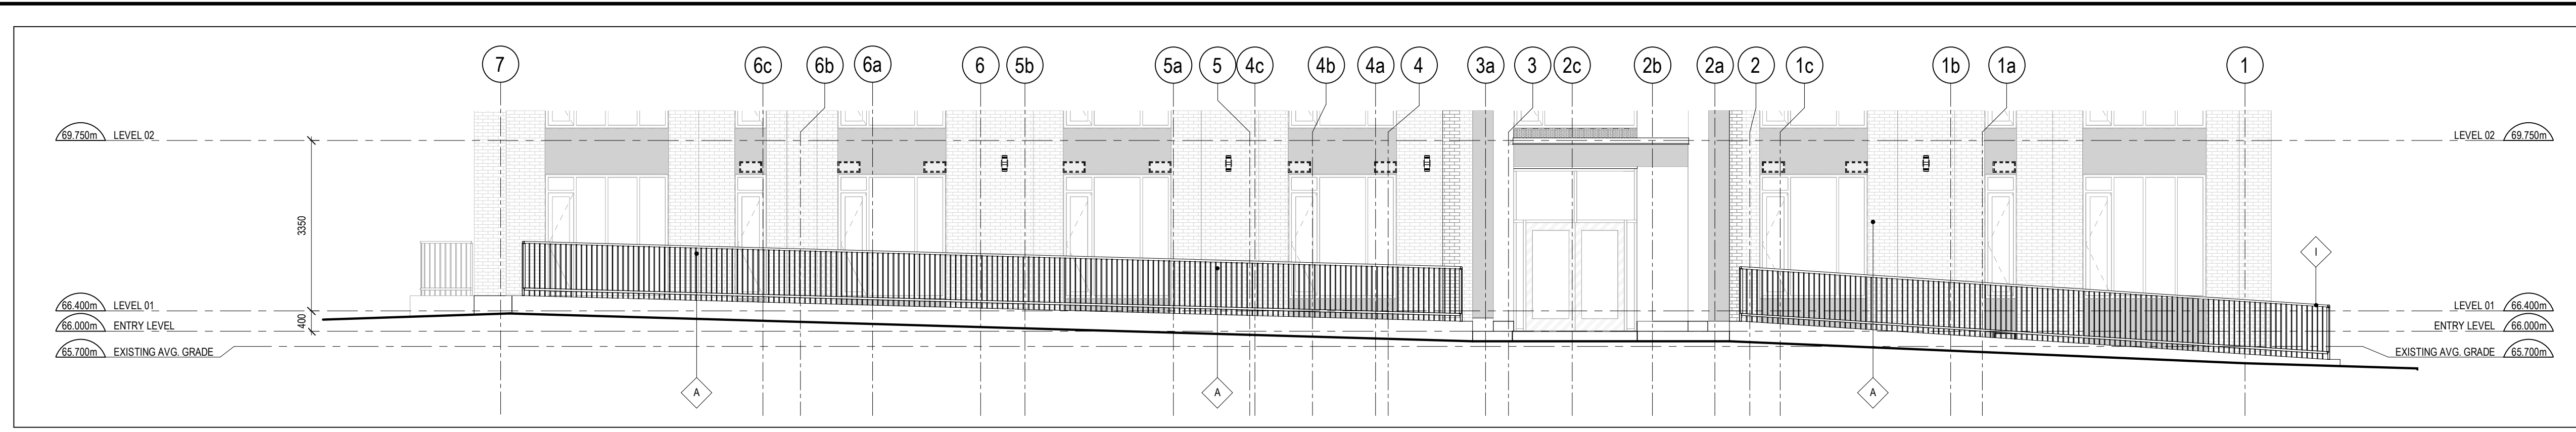 7 6c 6b 6a 6 5b 5a 5 4c 4b 4a 4 3a 3 2c 2b 2a 2 1c 1b 1a 1
69.750m LEVEL 02
LEVEL 02 69.750m
3350
I
66.400m LEVEL 01
LEVEL 01 66.400m
400
66.000m ENTRY LEVEL
ENTRY LEVEL 66.000m
65.700m EXISTING AVG. GRADE
EXISTING AVG. GRADE 65.700m
A A A